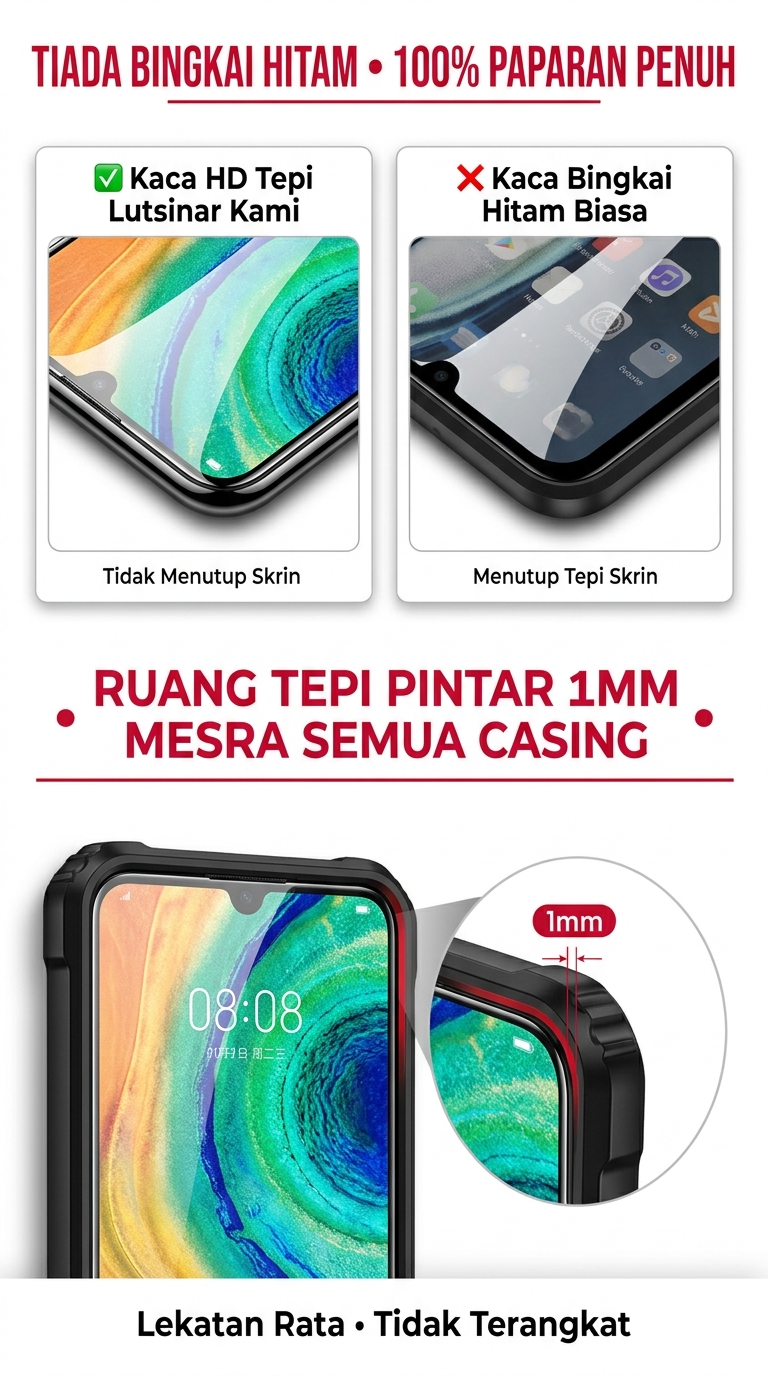 TIADA BINGKAI HITAM • 100% PAPARAN PENUH
✅ Kaca HD Tepi
Lutsinar Kami
Tidak Menutup Skrin
❌ Kaca Bingkai
Hitam Biasa
Menutup Tepi Skrin
• RUANG TEPI PINTAR 1MM
MESRA SEMUA CASING •
08:08
1mm
Lekatan Rata • Tidak Terangkat